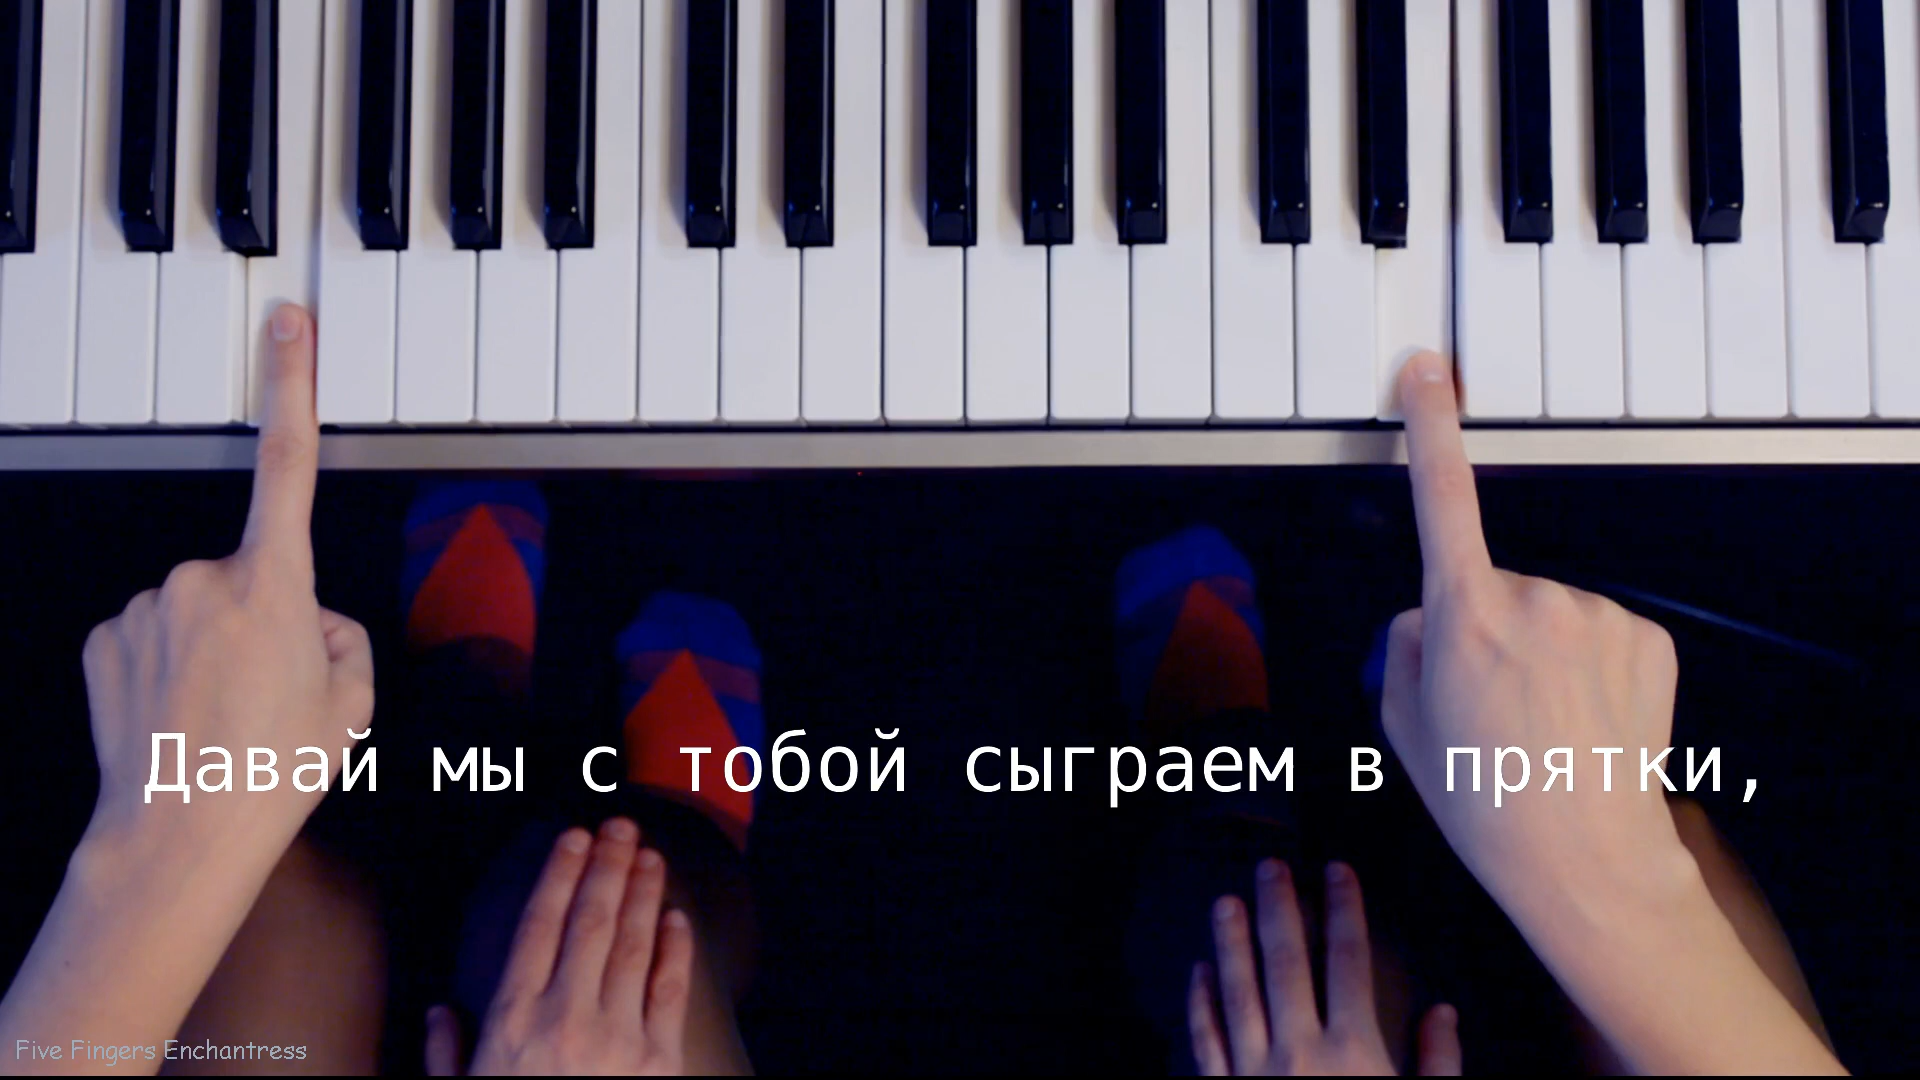 Давай мы с тобой сыграем в прятки,
Five Fingers Enchantress